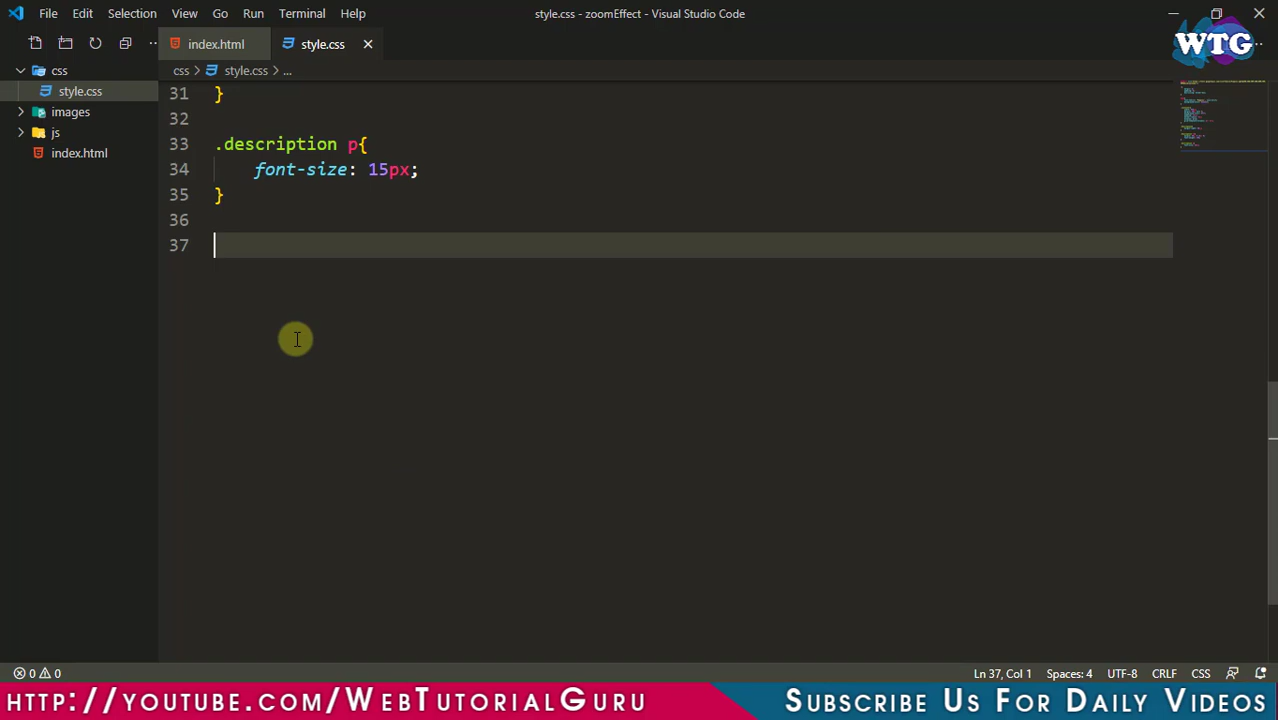 File Edit Selection View Go Run Terminal Help
style.css - zoomEffect - Visual Studio Code
index.html
style.css
WTG
css
style.css
images
js
index.html
css > style.css > ...
31 }
32
33 .description p{
34 font-size: 15px;
35 }
36
37
0 0
Ln 37, Col 1 Spaces: 4 UTF-8 CRLF CSS
http://youtube.com/WebTutorialGuru
Subscribe Us For Daily Videos